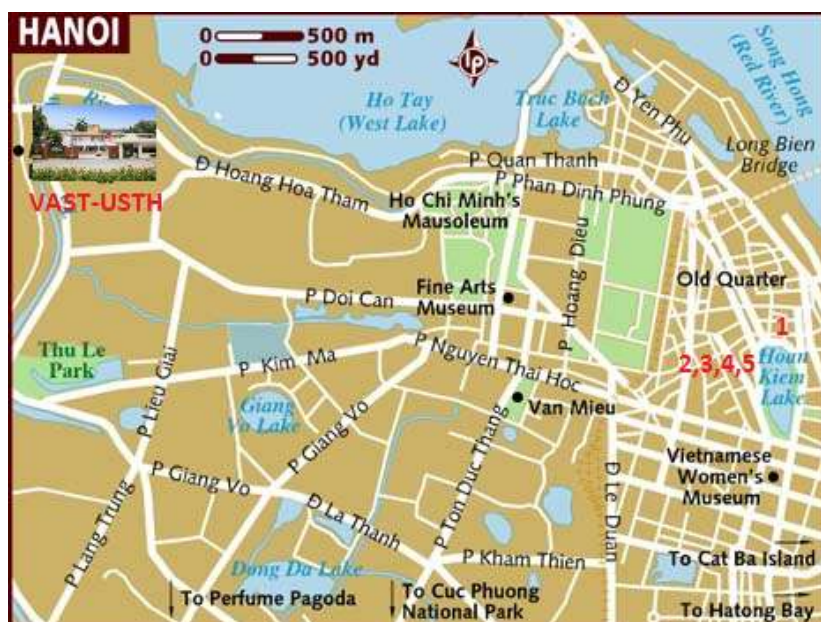 HANOI
0 500 m
0 500 yd
LP
Ho Tay
(West Lake)
Truc Bach
Lake
Đ Yen Phu
Song Hong
(Red River)
Long Bien
Bridge
P Quan Thanh
P Phan Dinh Phung
Đ Hoang Hoa Tham
VAST-USTH
Ho Chi Minh's
Mausoleum
P Hoang Dieu
Old Quarter
Fine Arts
Museum
P Doi Can
1
2,3,4,5
Hoan
Kiem
Lake
Thu Le
Park
P Lieu Giai
P Kim Ma
P Nguyen Thai Hoc
Giang
Vo Lake
P Giang Vo
Van Mieu
P Ton Duc Thang
Vietnamese
Women's
Museum
P Giang Vo
Đ La Thanh
Đ Le Duan
P Lang Trung
P Kham Thien
To Cat Ba Island
Dong Da Lake
To Perfume Pagoda
To Cuc Phuong
National Park
To Hatong Bay